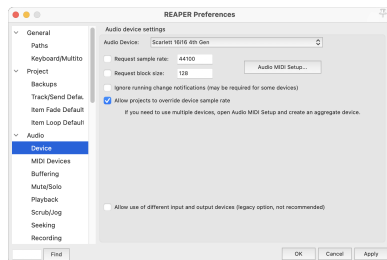 REAPER Preferences
General
Paths
Keyboard/Multito
Project
Backups
Track/Send Defau
Item Fade Default
Item Loop Default
Audio
Device
MIDI Devices
Buffering
Mute/Solo
Playback
Scrub/Jog
Seeking
Recording
Find
Audio device settings
Audio Device: Scarlett 16i16 4th Gen
Request sample rate: 44100
Request block size: 128
Audio MIDI Setup...
Ignore running change notifications (may be required for some devices)
Allow projects to override device sample rate
If you need to use multiple devices, open Audio MIDI Setup and create an aggregate device.
Allow use of different input and output devices (legacy option, not recommended)
OK Cancel Apply